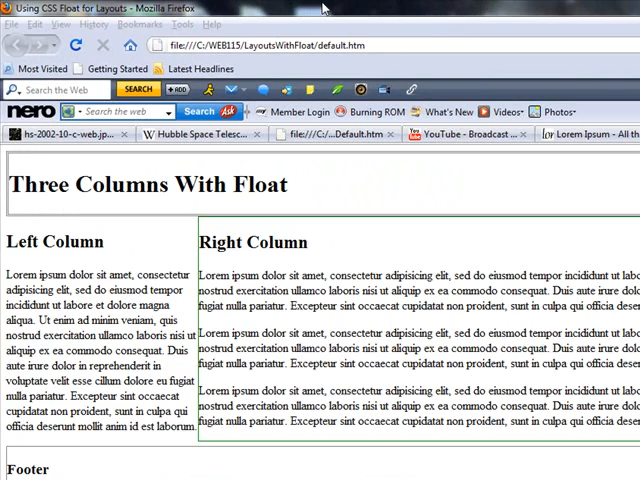 Using CSS Float for Layouts - Mozilla Firefox
File Edit View History Bookmarks Tools Help
file:///C:/WEB115/LayoutsWithFloat/default.htm
Most Visited Getting Started Latest Headlines
Search the web SEARCH +ADD
nero Search the web Search Ask Member Login Burning ROM What's New Videos Photos
hs-2002-10-c-web.jp... Hubble Space Telesc... file:///C:/...Default.htm YouTube - Broadcast ... Lorem Ipsum - All th
Three Columns With Float
Left Column
Lorem ipsum dolor sit amet, consectetur
adipisicing elit, sed do eiusmod tempor
incididunt ut labore et dolore magna
aliqua. Ut enim ad minim veniam, quis
nostrud exercitation ullamco laboris nisi ut
aliquip ex ea commodo consequat. Duis
aute irure dolor in reprehenderit in
voluptate velit esse cillum dolore eu fugiat
nulla pariatur. Excepteur sint occaecat
cupidatat non proident, sunt in culpa qui
officia deserunt mollit anim id est laborum.
Right Column
Lorem ipsum dolor sit amet, consectetur adipisicing elit, sed do eiusmod tempor incididunt ut labo
nostrud exercitation ullamco laboris nisi ut aliquip ex ea commodo consequat. Duis aute irure dolo
fugiat nulla pariatur. Excepteur sint occaecat cupidatat non proident, sunt in culpa qui officia deseru
Lorem ipsum dolor sit amet, consectetur adipisicing elit, sed do eiusmod tempor incididunt ut labo
nostrud exercitation ullamco laboris nisi ut aliquip ex ea commodo consequat. Duis aute irure dolo
fugiat nulla pariatur. Excepteur sint occaecat cupidatat non proident, sunt in culpa qui officia deseru
Lorem ipsum dolor sit amet, consectetur adipisicing elit, sed do eiusmod tempor incididunt ut labo
nostrud exercitation ullamco laboris nisi ut aliquip ex ea commodo consequat. Duis aute irure dolo
fugiat nulla pariatur. Excepteur sint occaecat cupidatat non proident, sunt in culpa qui officia deseru
Footer